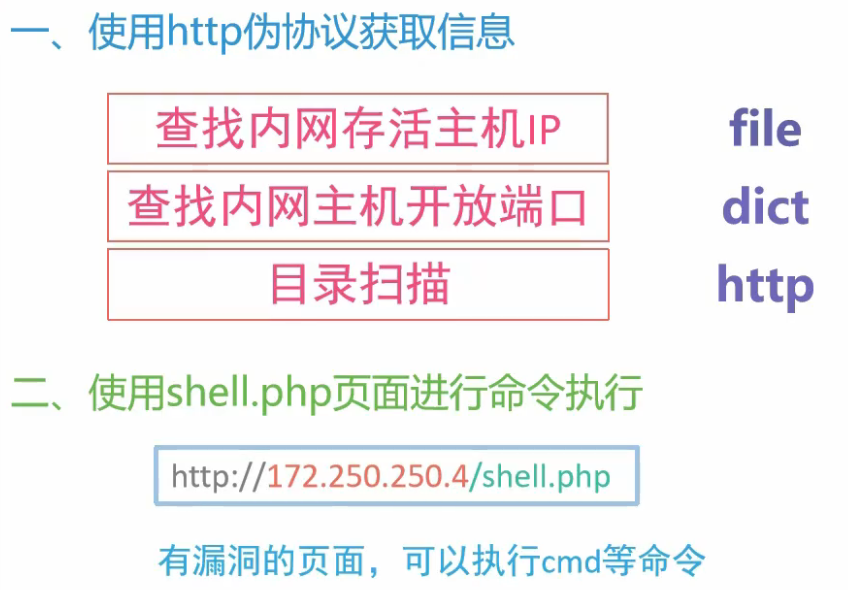 一、使用http伪协议获取信息
查找内网存活主机IP file
查找内网主机开放端口 dict
目录扫描 http
二、使用shell.php页面进行命令执行
http://172.250.250.4/shell.php
有漏洞的页面，可以执行cmd等命令